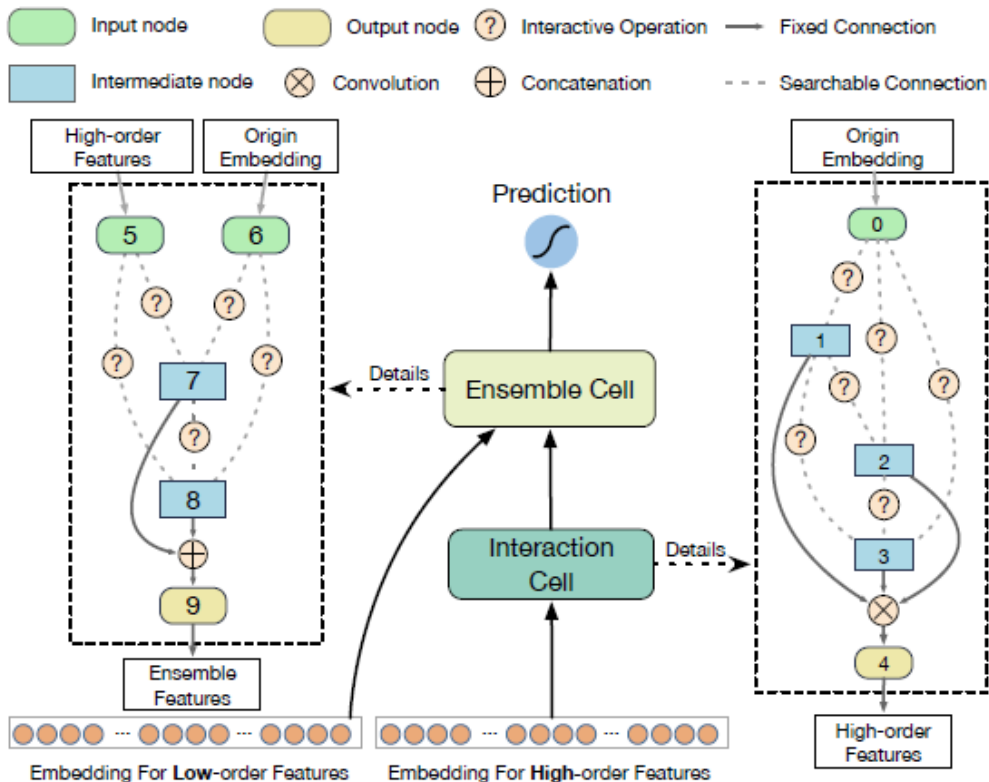 Input node
Output node
?
Interactive Operation
Fixed Connection
Intermediate node
Convolution
Concatenation
Searchable Connection
High-order
Features
Origin
Embedding
5
6
?
?
?
?
7
?
8
9
Ensemble
Features
Prediction
Details
Ensemble Cell
Interaction
Cell
Details
Origin
Embedding
0
?
1
?
?
?
?
2
?
3
4
High-order
Features
...
...
...
...
Embedding For Low-order Features
Embedding For High-order Features